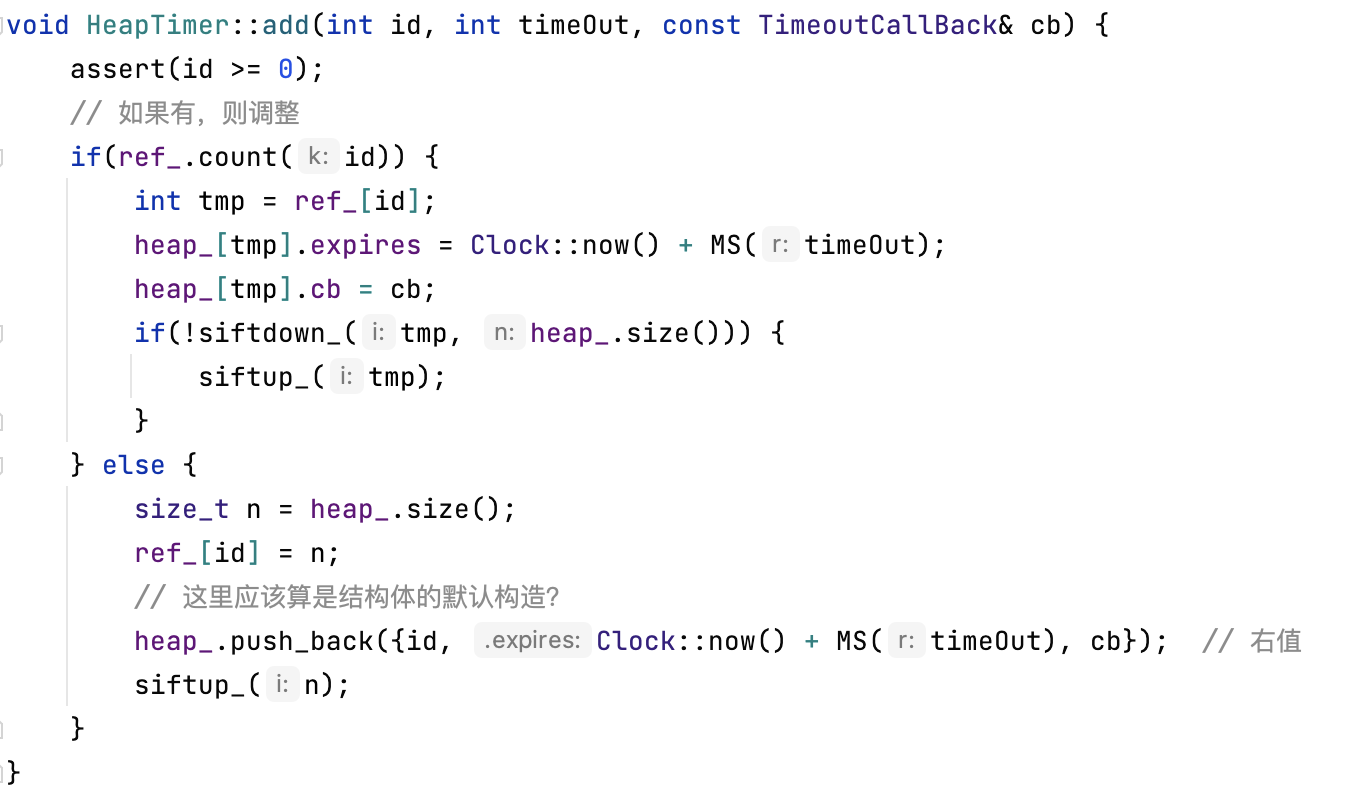 void HeapTimer::add(int id, int timeOut, const TimeoutCallBack& cb) {
    assert(id >= 0);
    // 如果有，则调整
    if(ref_.count( k: id)) {
        int tmp = ref_[id];
        heap_[tmp].expires = Clock::now() + MS( r: timeOut);
        heap_[tmp].cb = cb;
        if(!siftdown_( i: tmp, n: heap_.size())) {
            siftup_( i: tmp);
        }
    } else {
        size_t n = heap_.size();
        ref_[id] = n;
        // 这里应该算是结构体的默认构造?
        heap_.push_back({id, .expires: Clock::now() + MS( r: timeOut), cb});  // 右值
        siftup_( i: n);
    }
}